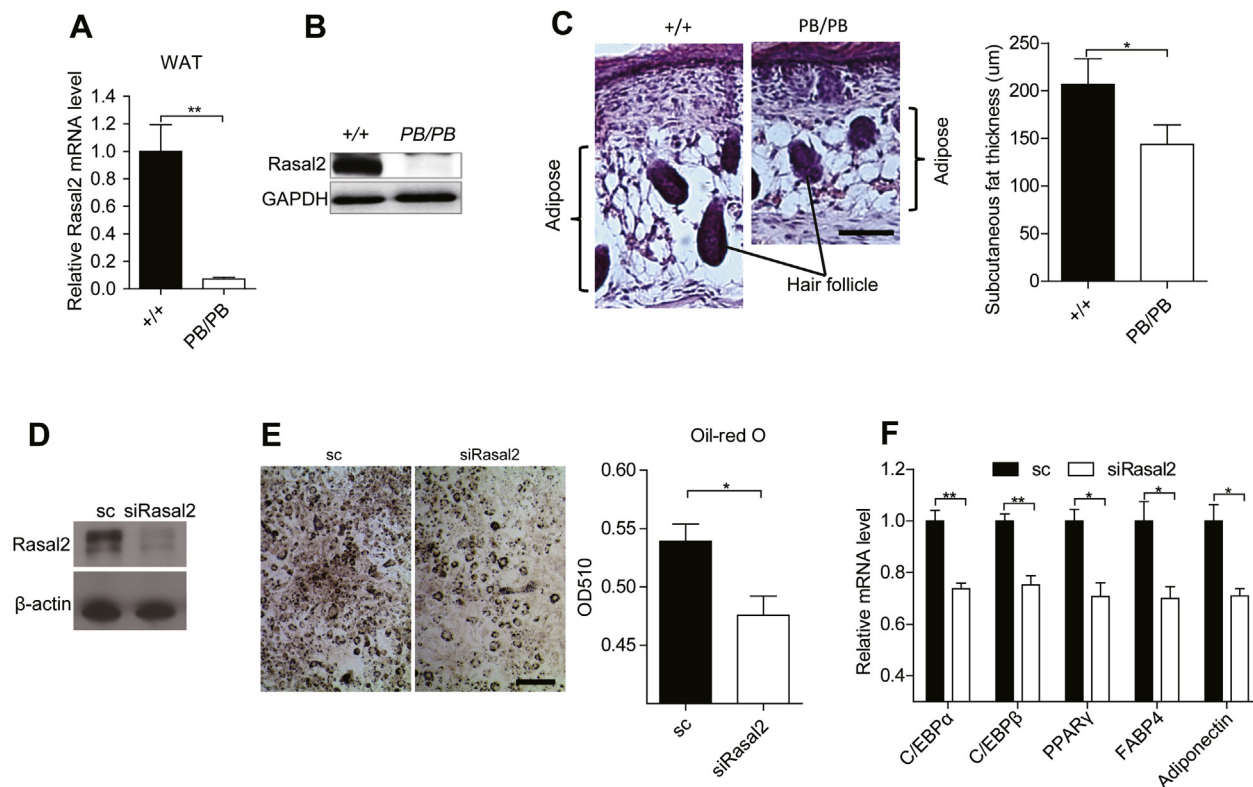 A
WAT
Relative Rasal2 mRNA level
1.4
1.2
1.0
0.8
0.6
0.4
0.2
0.0
**
+/+
PB/PB
B
+/+
PB/PB
Rasal2
GAPDH
C
+/+
PB/PB
Adipose
Adipose
Hair follicle
Subcutaneous fat thickness (um)
250
200
150
100
50
0
*
+/+
PB/PB
D
sc siRasal2
Rasal2
β-actin
E
sc
siRasal2
Oil-red O
OD510
0.60
0.55
0.50
0.45
*
sc
siRasal2
F
sc siRasal2
Relative mRNA level
1.2
1.0
0.8
0.6
0.4
**
**
*
*
*
C/EBPα
C/EBPβ
PPARγ
FABP4
Adiponectin